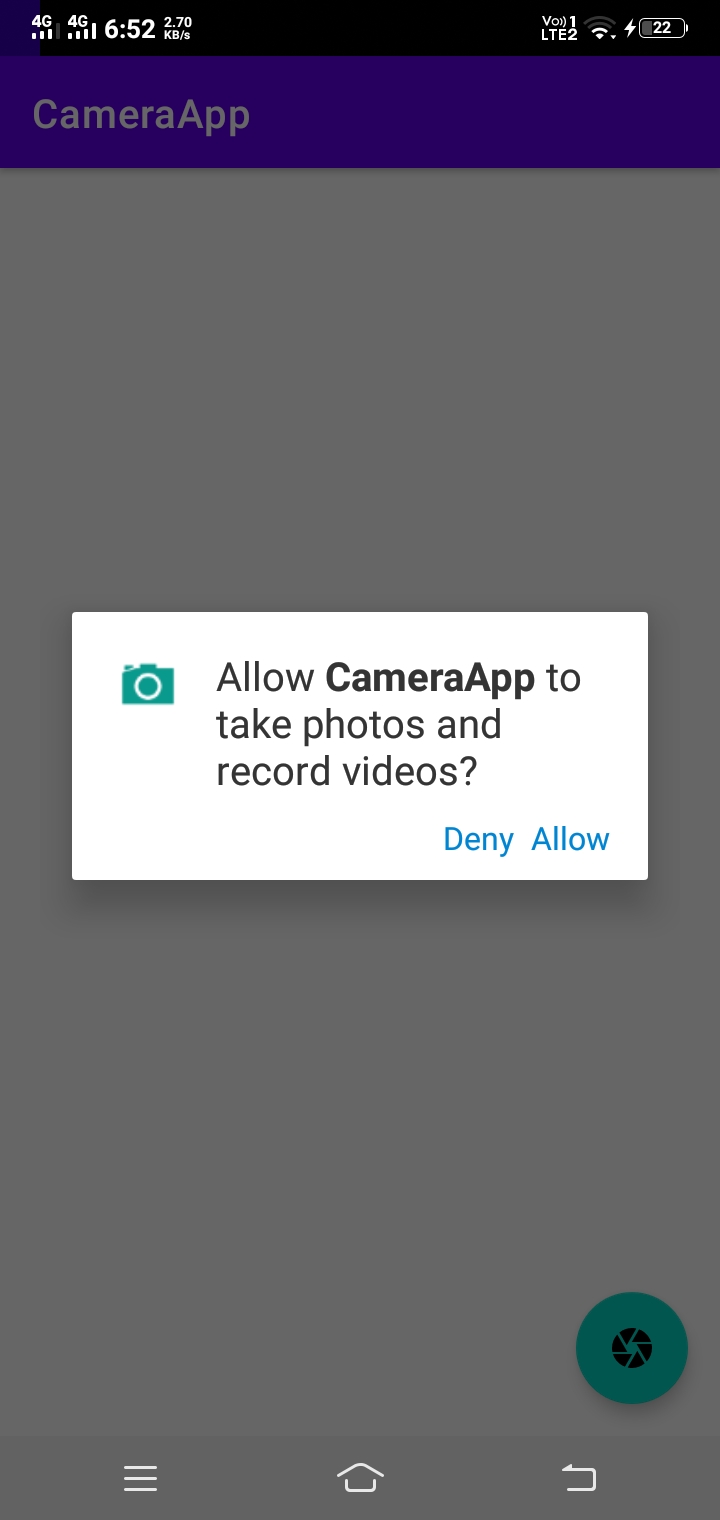 4G 4G 6:52 2.70 KB/s Vo)) 1 LTE2 22
CameraApp
Allow CameraApp to
take photos and
record videos?
Deny Allow